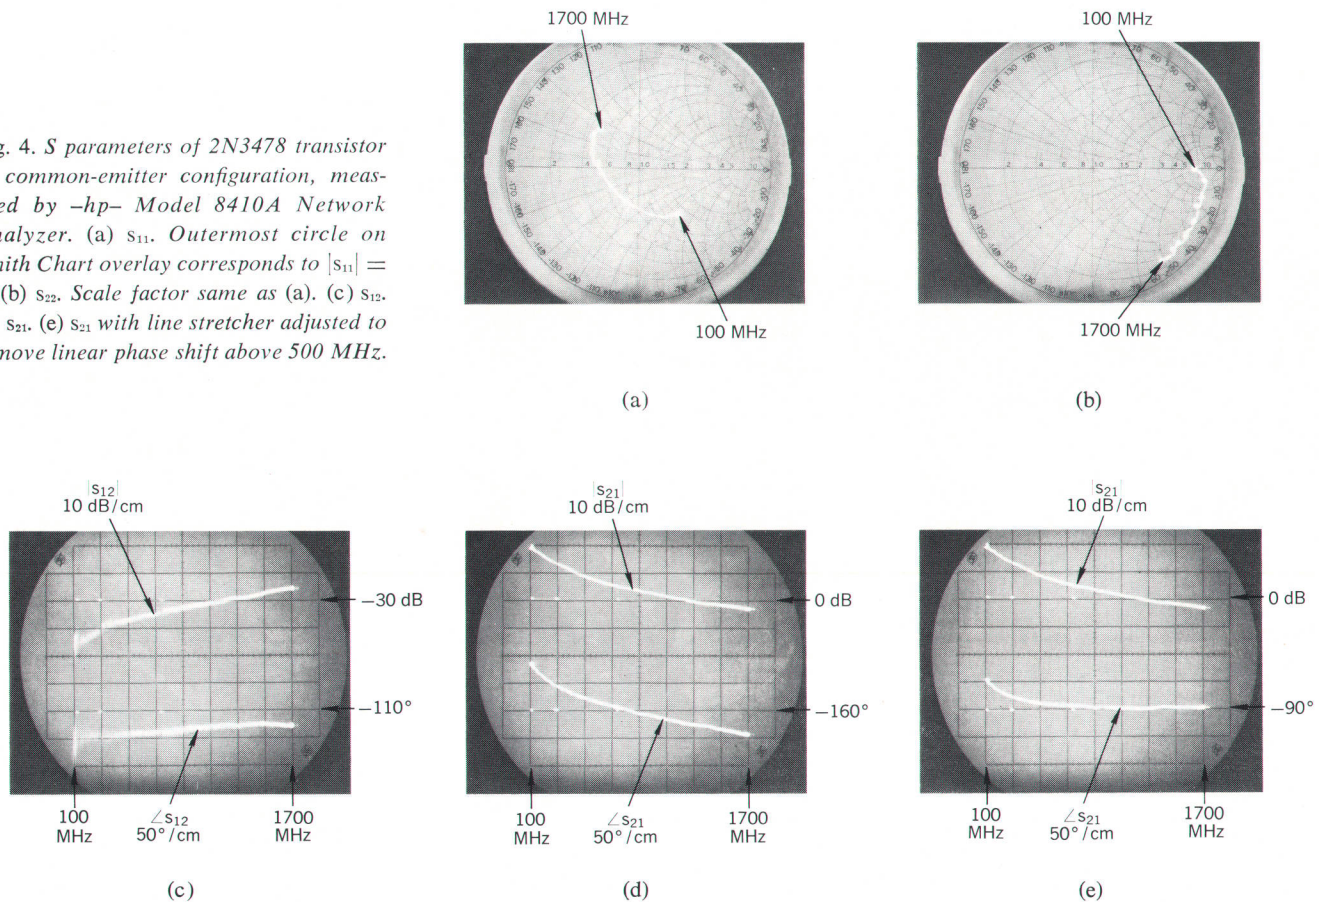 g. 4. S parameters of 2N3478 transistor
common-emitter configuration, meas-
ed by –hp– Model 8410A Network
nalyzer. (a) s₁₁. Outermost circle on
nith Chart overlay corresponds to |s₁₁| =
(b) s₂₂. Scale factor same as (a). (c) s₁₂.
s₂₁. (e) s₂₁ with line stretcher adjusted to
move linear phase shift above 500 MHz.
1700 MHz
100 MHz
(a)
100 MHz
1700 MHz
(b)
|s₁₂|
10 dB/cm
−30 dB
−110°
100
MHz
∠s₁₂
50°/cm
1700
MHz
(c)
|s₂₁|
10 dB/cm
0 dB
−160°
100
MHz
∠s₂₁
50°/cm
1700
MHz
(d)
|s₂₁|
10 dB/cm
0 dB
−90°
100
MHz
∠s₂₁
50°/cm
1700
MHz
(e)